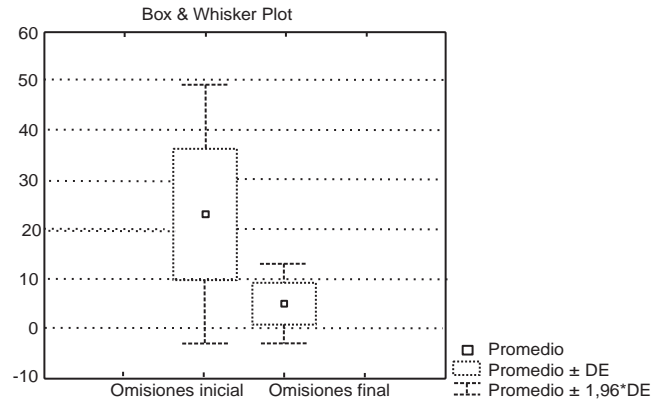 Box & Whisker Plot
60
50
40
30
20
10
0
-10
Omisiones inicial
Omisiones final
Promedio
Promedio ± DE
Promedio ± 1,96*DE